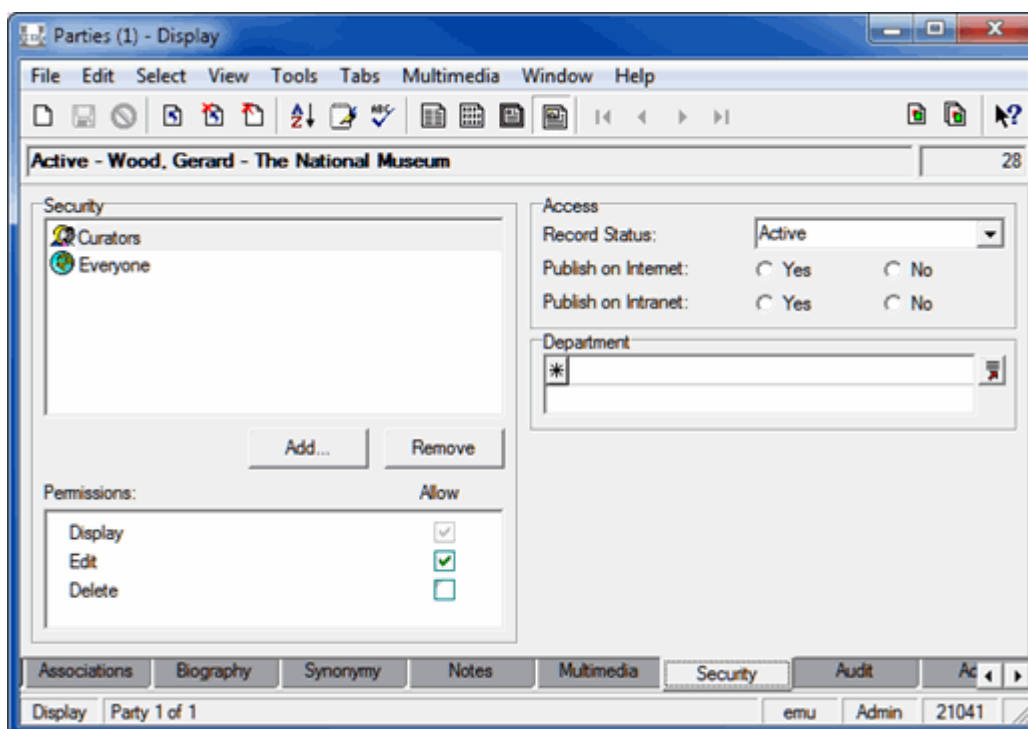 Parties (1) - Display
File Edit Select View Tools Tabs Multimedia Window Help
Active - Wood, Gerard - The National Museum 28
Security
Curators
Everyone
Add... Remove
Permissions: Allow
Display
Edit
Delete
Access
Record Status: Active
Publish on Internet: Yes No
Publish on Intranet: Yes No
Department
Associations Biography Synonymy Notes Multimedia Security Audit Ac
Display Party 1 of 1 emu Admin 21041